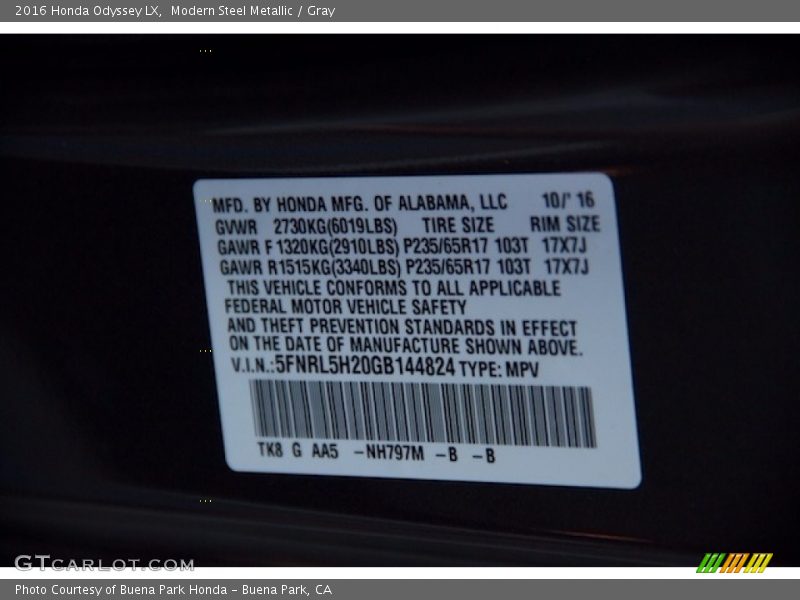 2016 Honda Odyssey LX,  Modern Steel Metallic / Gray
MFD. BY HONDA MFG. OF ALABAMA, LLC 10/' 16
GVWR 2730KG(6019LBS) TIRE SIZE RIM SIZE
GAWR F 1320KG(2910LBS) P235/65R17 103T 17X7J
GAWR R1515KG(3340LBS) P235/65R17 103T 17X7J
THIS VEHICLE CONFORMS TO ALL APPLICABLE
FEDERAL MOTOR VEHICLE SAFETY
AND THEFT PREVENTION STANDARDS IN EFFECT
ON THE DATE OF MANUFACTURE SHOWN ABOVE.
V.I.N.:5FNRL5H20GB144824 TYPE: MPV
TK8 G AA5 -NH797M -B -B
GTCARLOT.COM
Photo Courtesy of Buena Park Honda - Buena Park, CA